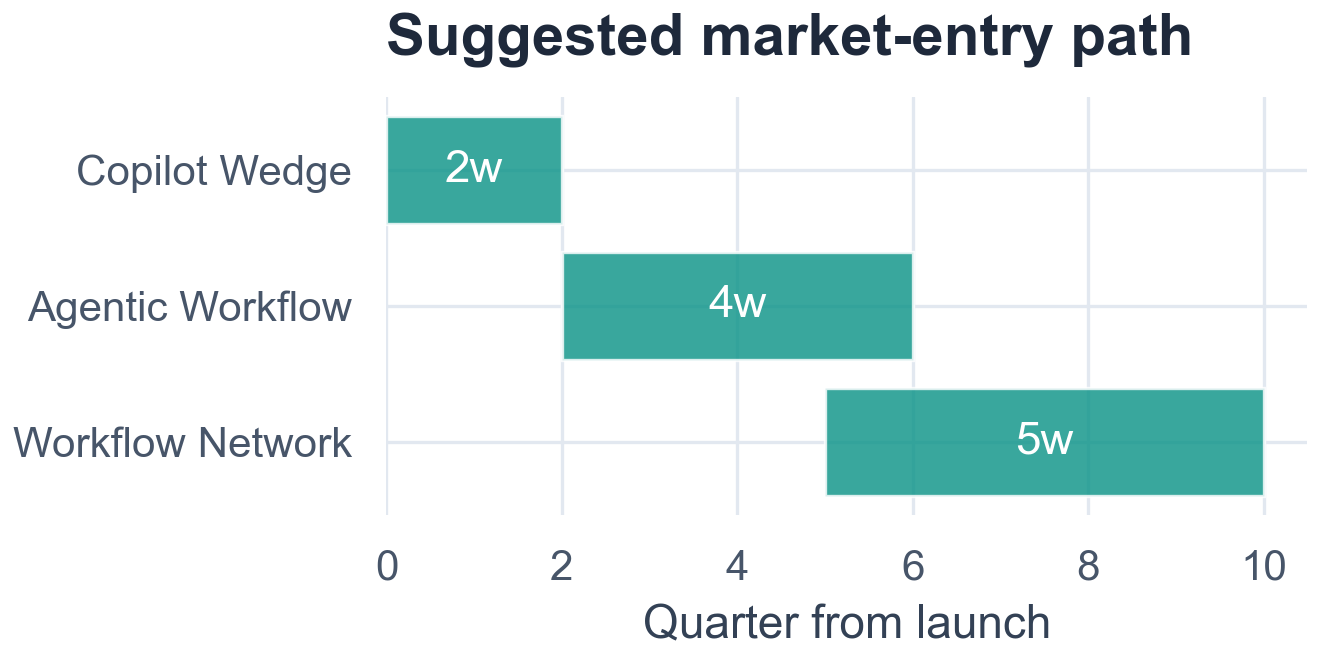 Suggested market-entry path
Copilot Wedge
2w
Agentic Workflow
4w
Workflow Network
5w
0 2 4 6 8 10
Quarter from launch